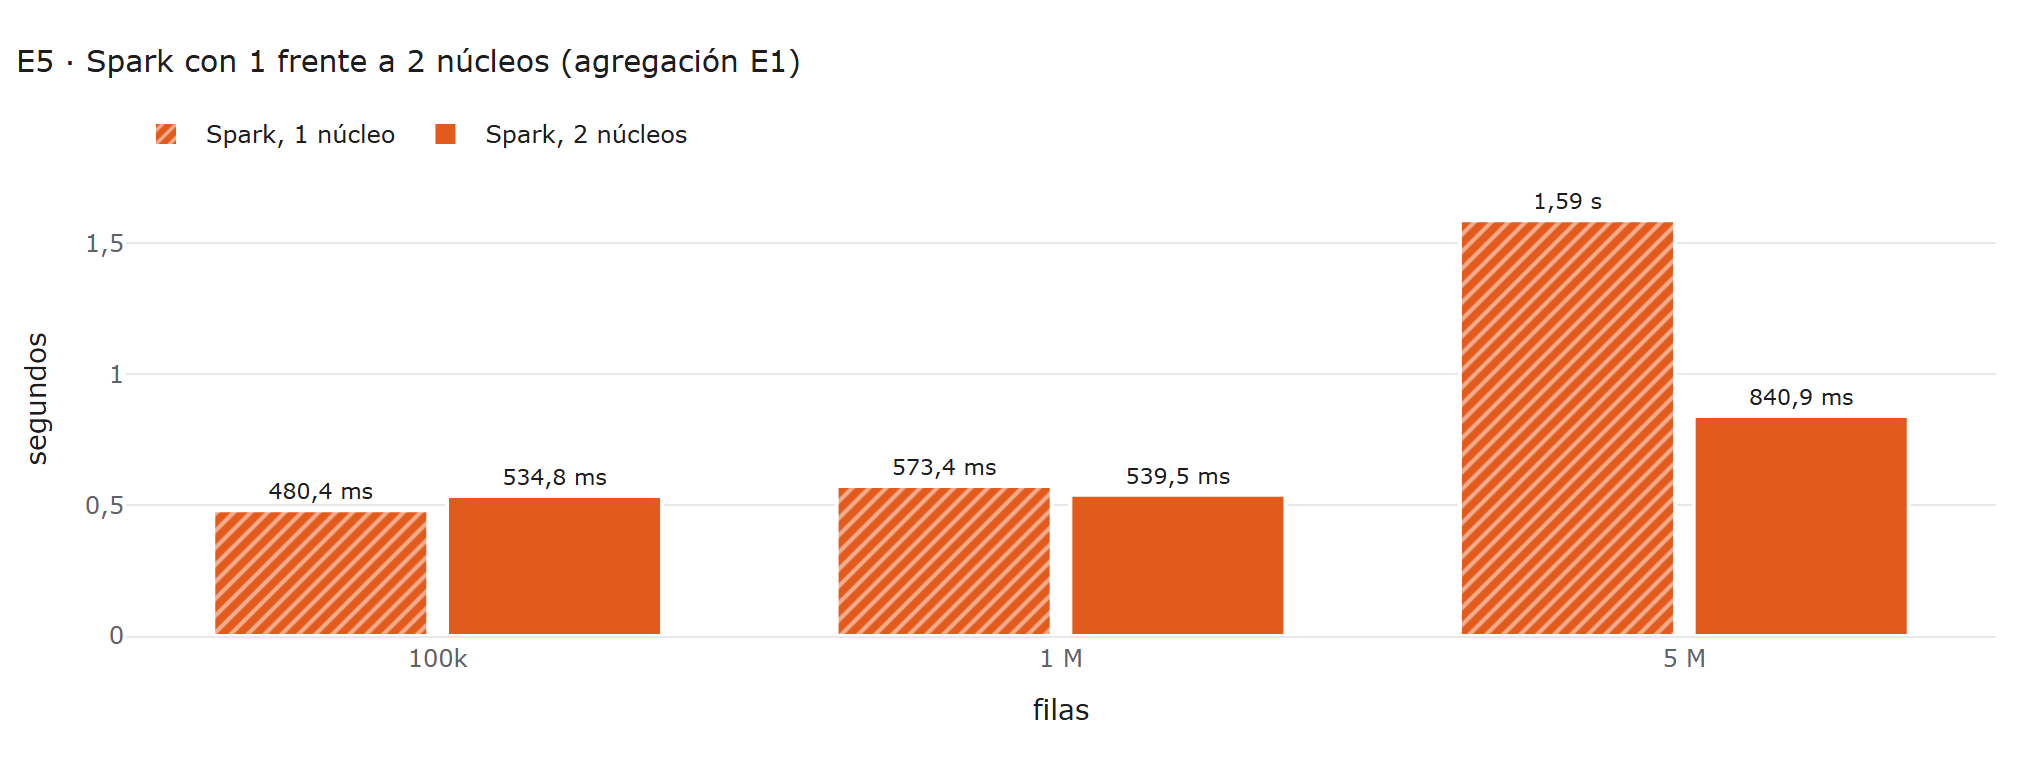 E5 · Spark con 1 frente a 2 núcleos (agregación E1)
Spark, 1 núcleo
Spark, 2 núcleos
segundos
1,5
1
0,5
0
480,4 ms
534,8 ms
573,4 ms
539,5 ms
1,59 s
840,9 ms
100k
1 M
5 M
filas